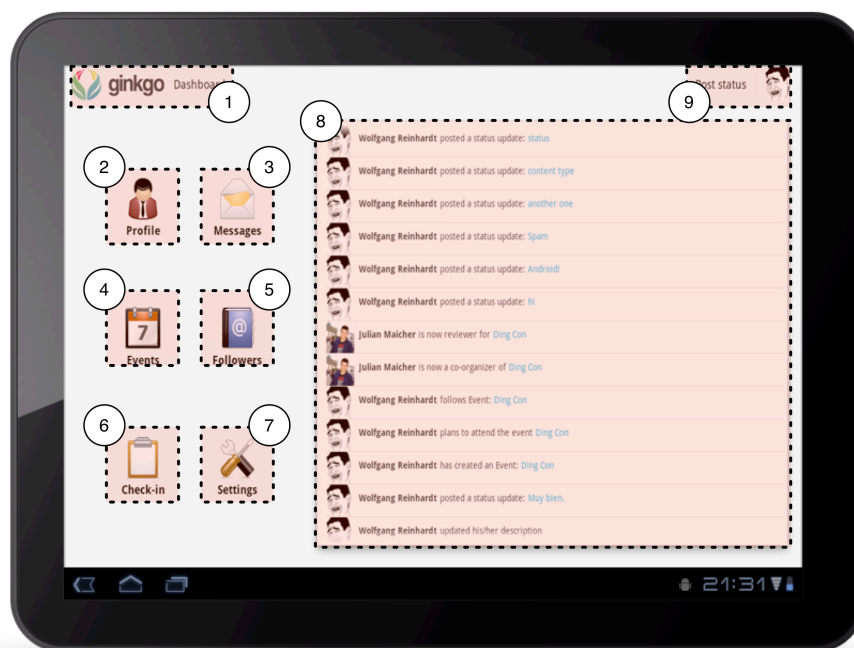 ginkgo Dashboard
1
Post status
9
8
Wolfgang Reinhardt posted a status update: status
Wolfgang Reinhardt posted a status update: content type
Wolfgang Reinhardt posted a status update: another one
Wolfgang Reinhardt posted a status update: Spam
Wolfgang Reinhardt posted a status update: Android!
Wolfgang Reinhardt posted a status update: hi
Julian Maicher is now reviewer for Ding Con
Julian Maicher is now a co-organizer of Ding Con
Wolfgang Reinhardt follows Event: Ding Con
Wolfgang Reinhardt plans to attend the event Ding Con
Wolfgang Reinhardt has created an Event: Ding Con
Wolfgang Reinhardt posted a status update: Muy bien.
Wolfgang Reinhardt updated his/her description
2
Profile
3
Messages
4
7
Events
5
@
Followers
6
Check-in
7
Settings
21:31